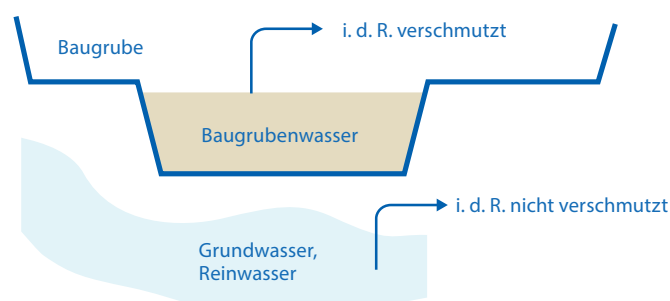 i. d. R. verschmutzt
Baugrube
Baugrubenwasser
i. d. R. nicht verschmutzt
Grundwasser,
Reinwasser